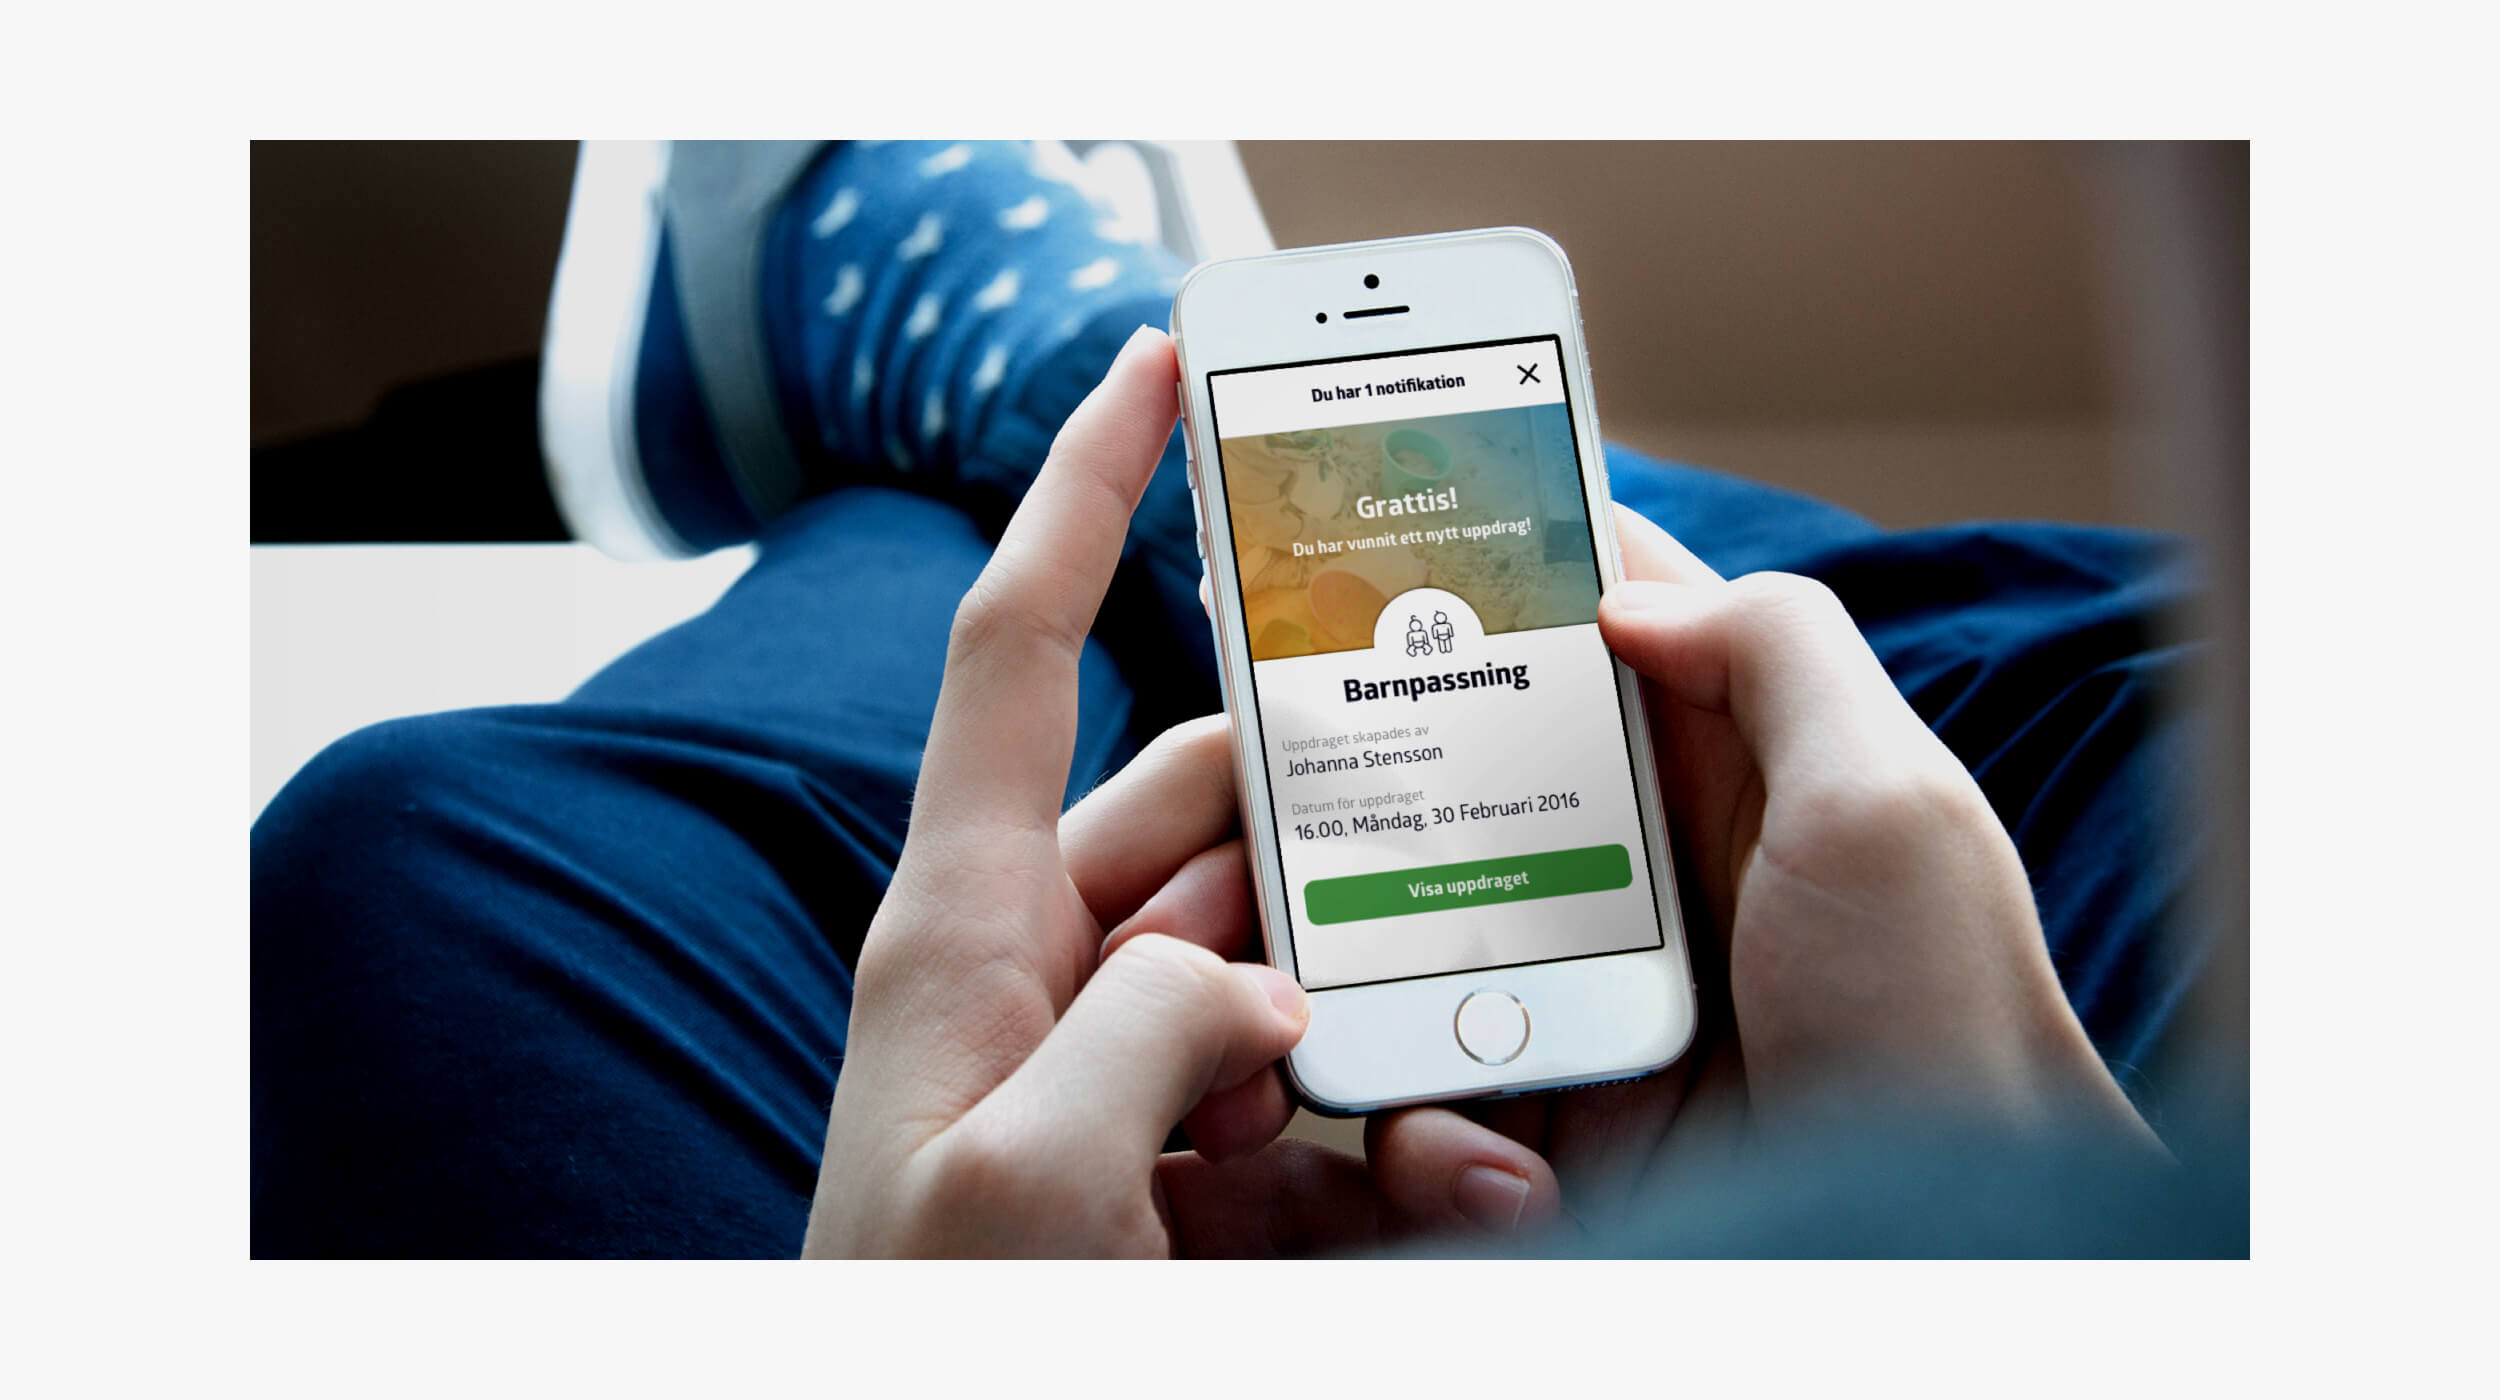 Du har 1 notifikation
Grattis!
Du har vunnit ett nytt uppdrag!
Barnpassning
Uppdraget skapades av
Johanna Stensson
Datum för uppdraget
16.00, Måndag, 30 Februari 2016
Visa uppdraget